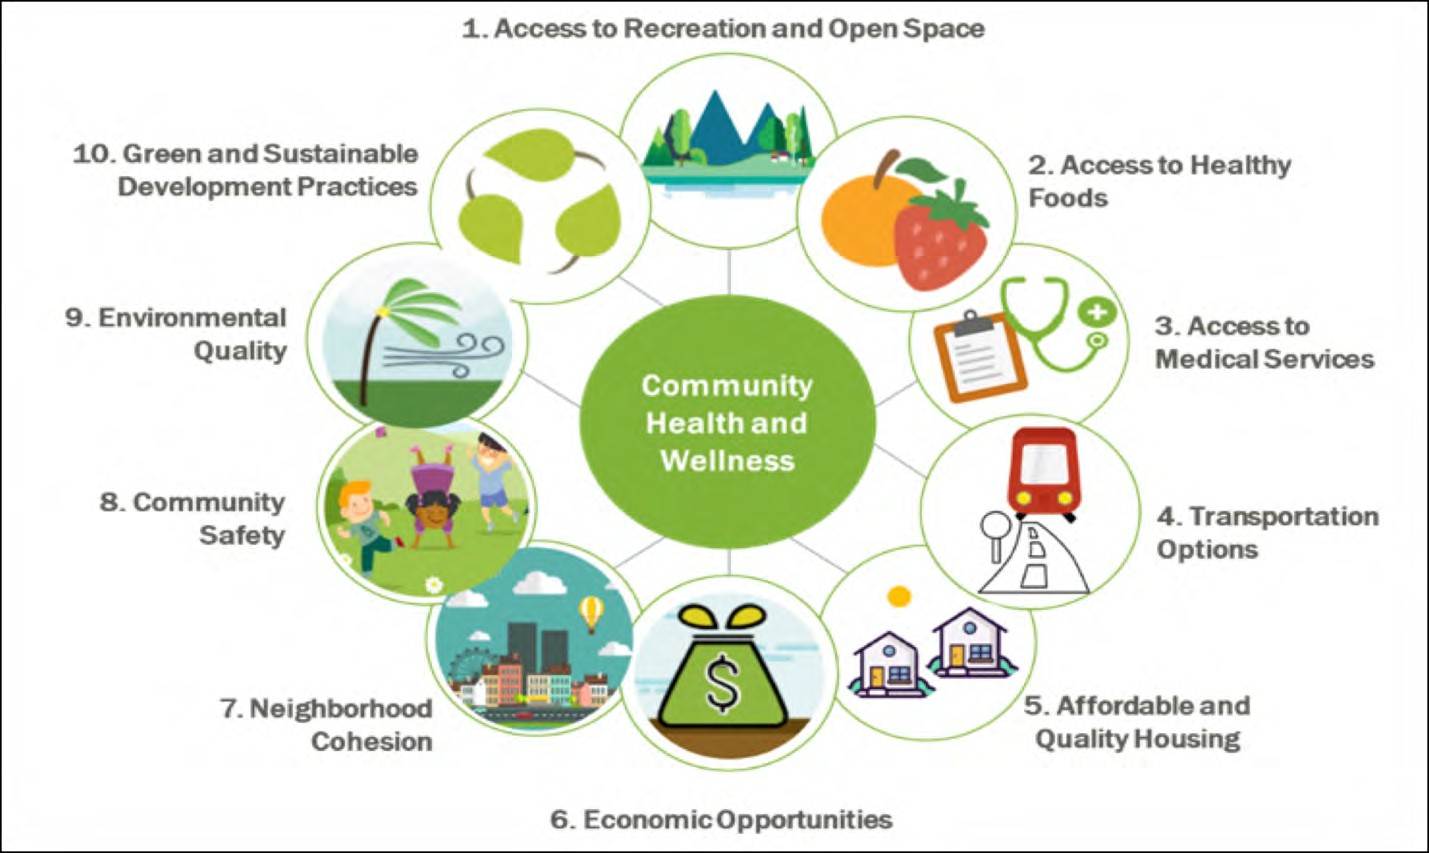 1. Access to Recreation and Open Space
2. Access to Healthy
Foods
3. Access to
Medical Services
4. Transportation
Options
5. Affordable and
Quality Housing
6. Economic Opportunities
7. Neighborhood
Cohesion
8. Community
Safety
9. Environmental
Quality
10. Green and Sustainable
Development Practices
Community
Health and
Wellness
$